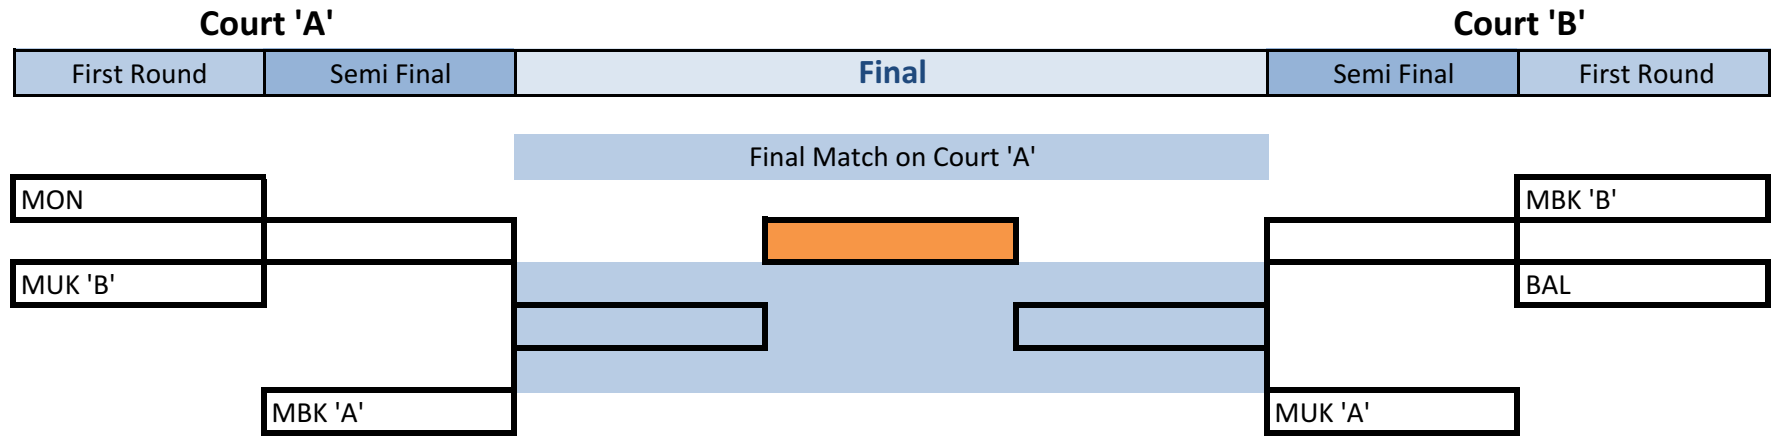 Court 'A'
Court 'B'
First Round
Semi Final
Final
Semi Final
First Round
Final Match on Court 'A'
MON
MBK 'B'
MUK 'B'
BAL
MBK 'A'
MUK 'A'